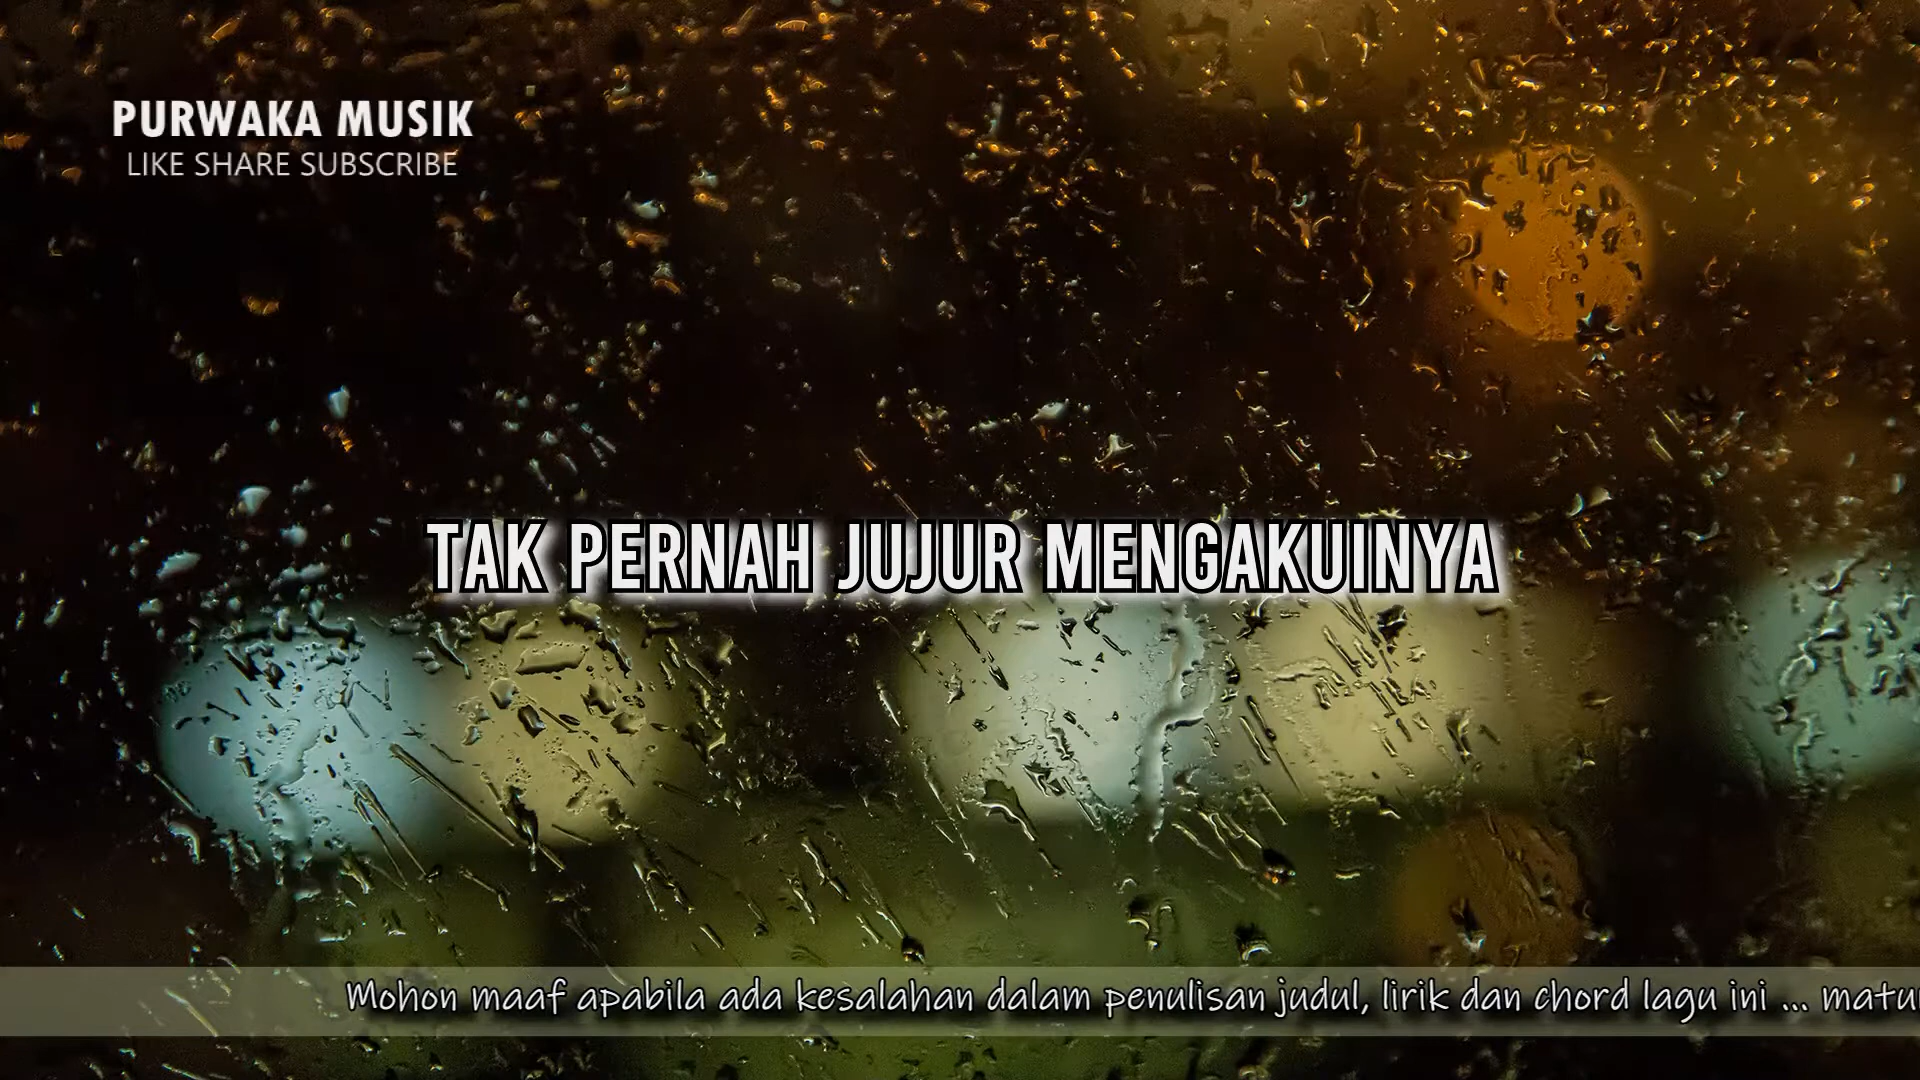 PURWAKA MUSIK
LIKE SHARE SUBSCRIBE
TAK PERNAH JUJUR MENGAKUINYA
Mohon maaf apabila ada kesalahan dalam penulisan judul, lirik dan chord lagu ini ...